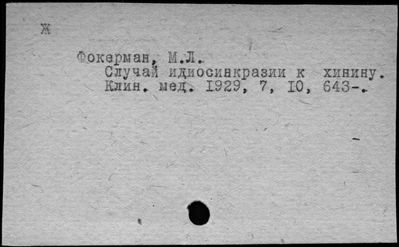 Ж
Фокерман, М.Л.
Случай идиосинкразии к хинину.
Клин. мед. 1929, 7, 10, 643-.